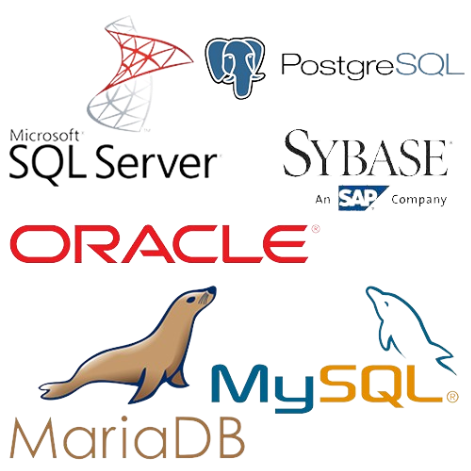 PostgreSQL
Microsoft®
SQL Server
SYBASE®
An SAP Company
ORACLE®
MySQL®
MariaDB